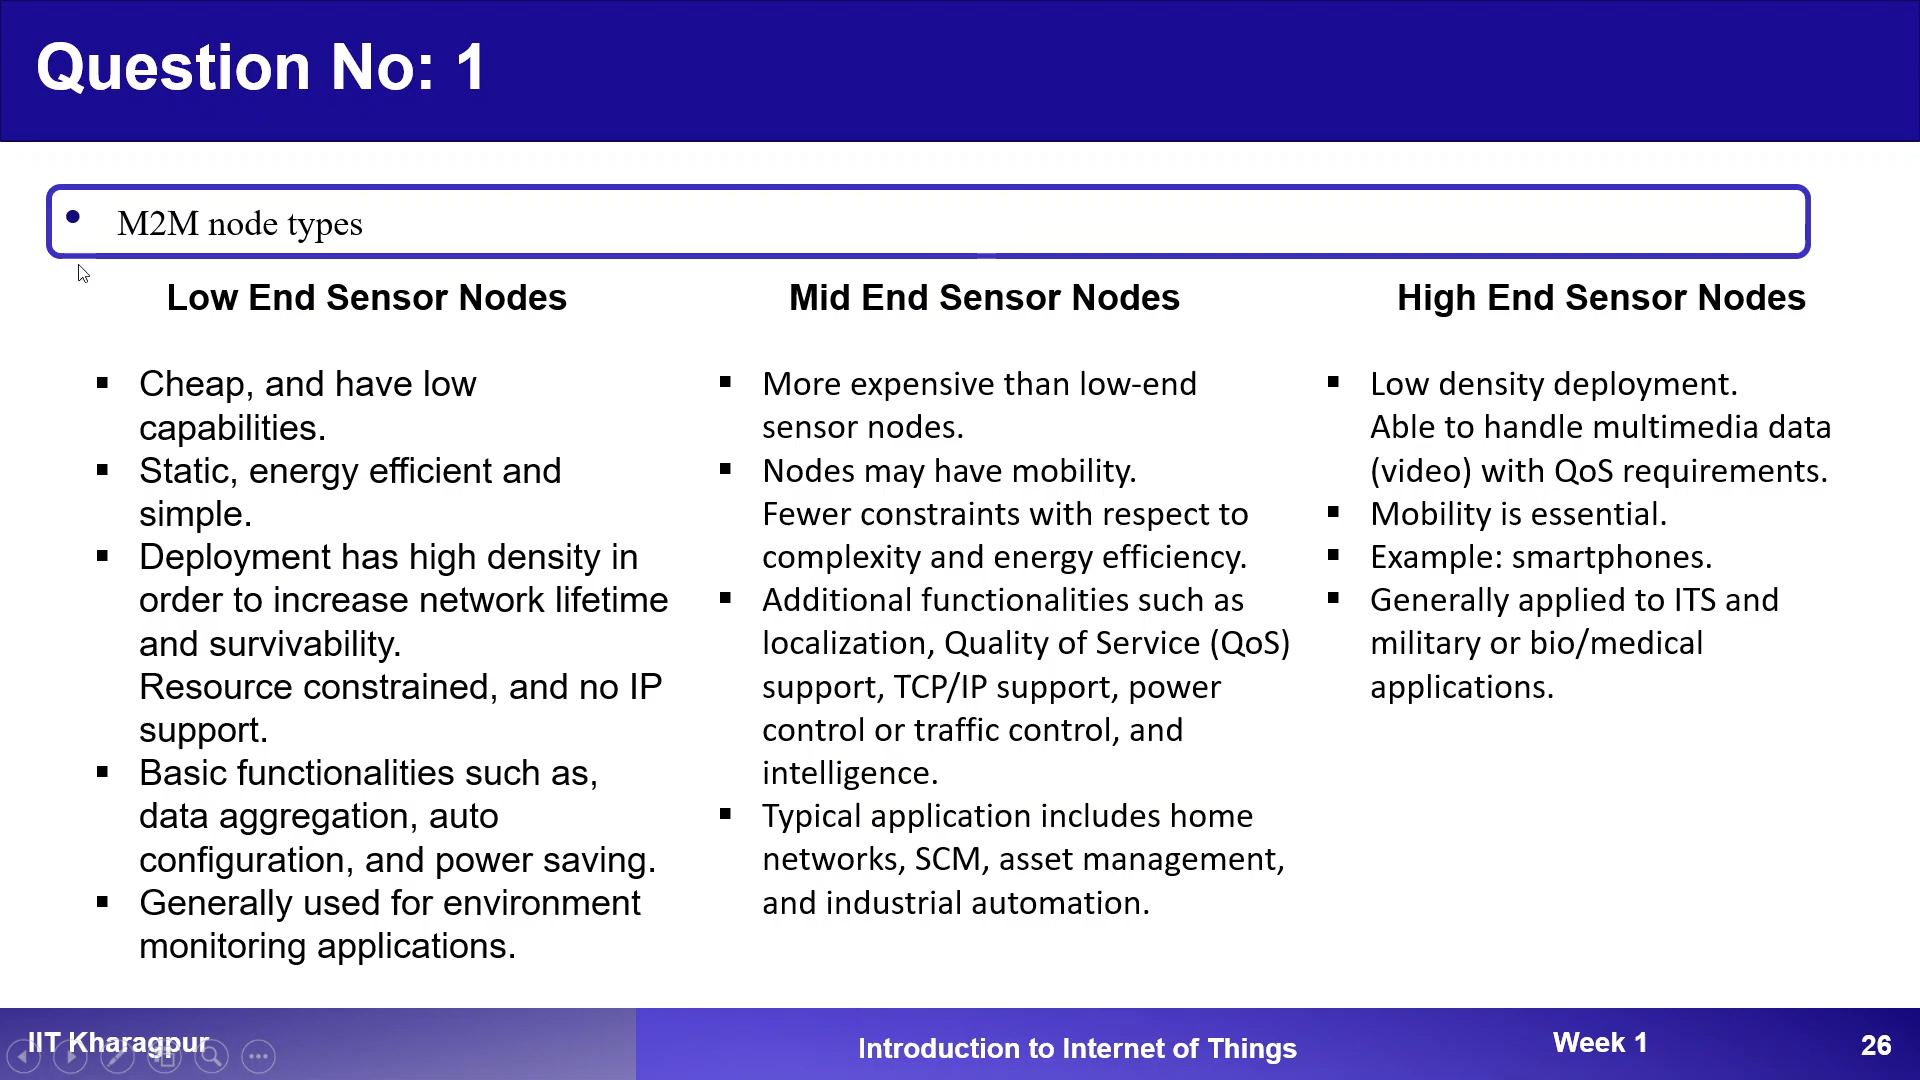 Question No: 1
• M2M node types
Low End Sensor Nodes
▪ Cheap, and have low
capabilities.
▪ Static, energy efficient and
simple.
▪ Deployment has high density in
order to increase network lifetime
and survivability.
Resource constrained, and no IP
support.
▪ Basic functionalities such as,
data aggregation, auto
configuration, and power saving.
▪ Generally used for environment
monitoring applications.
Mid End Sensor Nodes
▪ More expensive than low-end
sensor nodes.
▪ Nodes may have mobility.
Fewer constraints with respect to
complexity and energy efficiency.
▪ Additional functionalities such as
localization, Quality of Service (QoS)
support, TCP/IP support, power
control or traffic control, and
intelligence.
▪ Typical application includes home
networks, SCM, asset management,
and industrial automation.
High End Sensor Nodes
▪ Low density deployment.
Able to handle multimedia data
(video) with QoS requirements.
▪ Mobility is essential.
▪ Example: smartphones.
▪ Generally applied to ITS and
military or bio/medical
applications.
IIT Kharagpur
Introduction to Internet of Things
Week 1
26